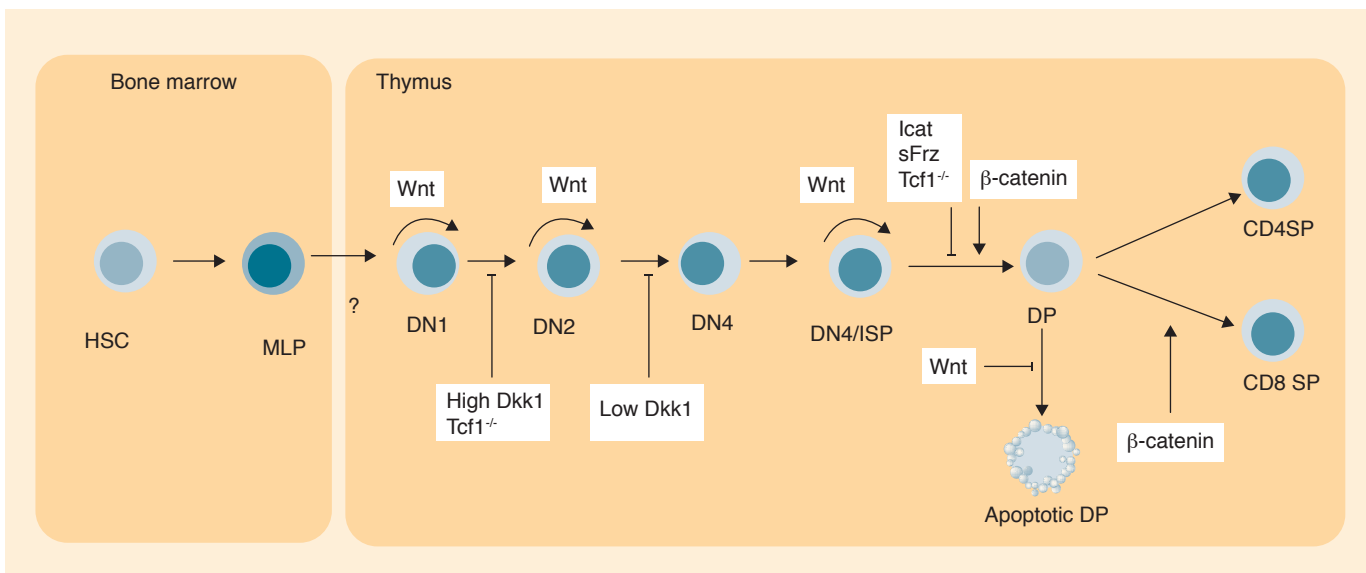 Bone marrow
Thymus
Icat
sFrz
Tcf1-/-
β-catenin
Wnt
Wnt
Wnt
CD4SP
?
HSC
MLP
DN1
DN2
DN4
DN4/ISP
DP
Wnt
CD8 SP
High Dkk1
Tcf1-/-
Low Dkk1
β-catenin
Apoptotic DP